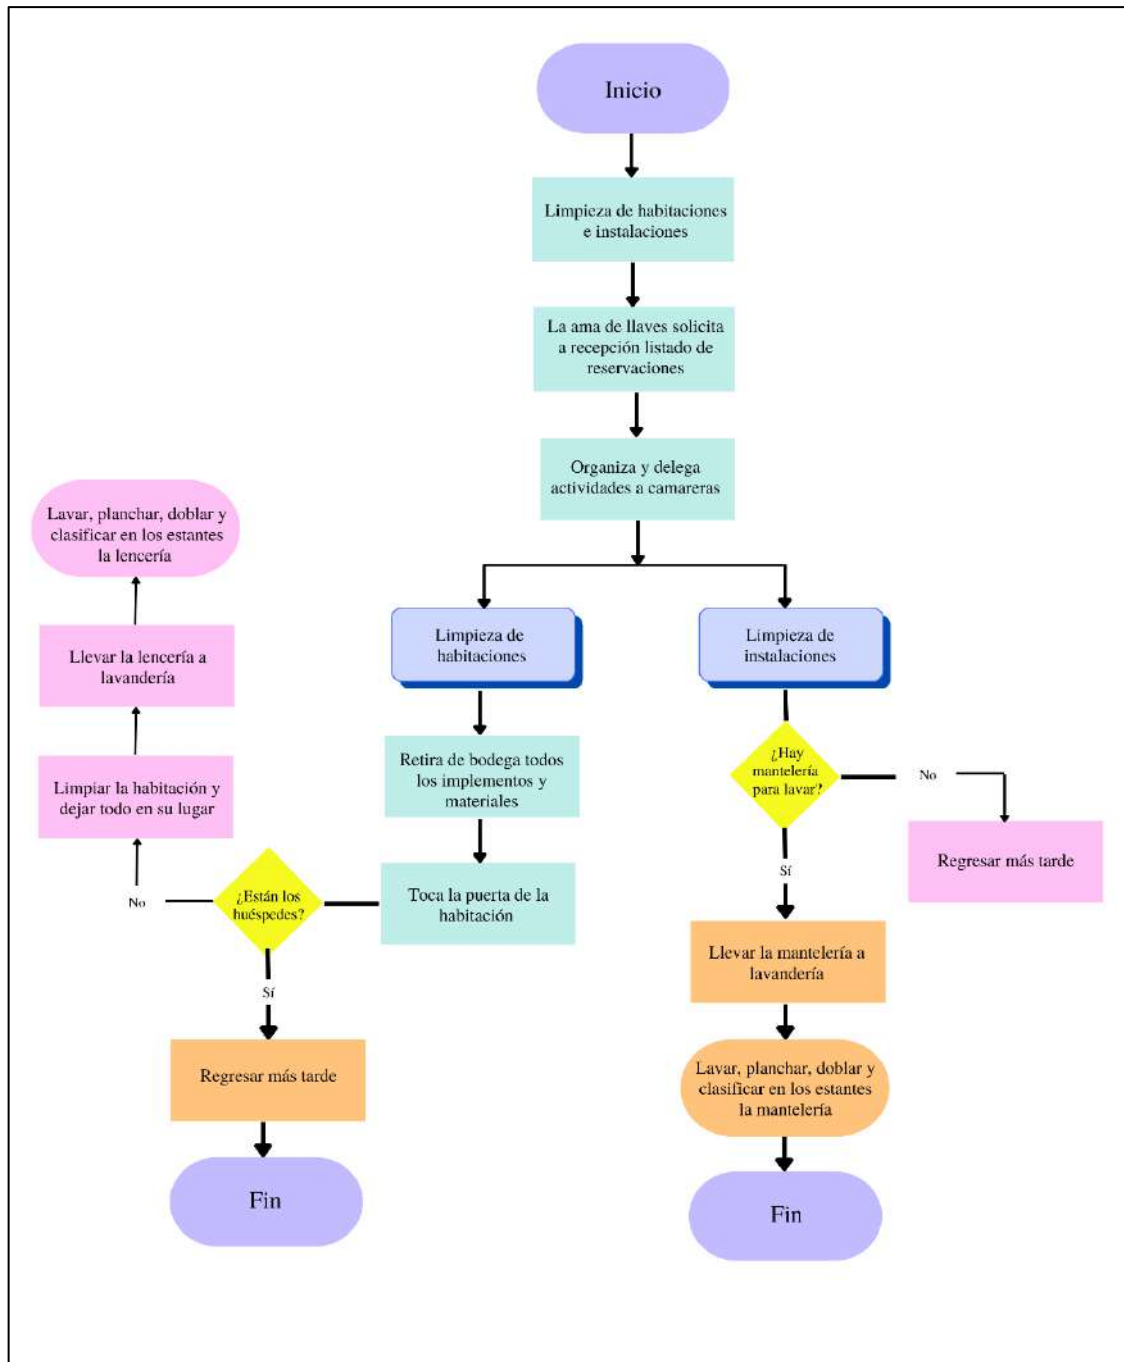 Inicio
Limpieza de habitaciones
e instalaciones
La ama de llaves solicita
a recepción listado de
reservaciones
Organiza y delega
actividades a camareras
Lavar, planchar, doblar y
clasificar en los estantes
la lencería
Llevar la lencería a
lavandería
Limpiar la habitación y
dejar todo en su lugar
No
¿Están los
huéspedes?
Sí
Regresar más tarde
Fin
Limpieza de
habitaciones
Retira de bodega todos
los implementos y
materiales
Toca la puerta de la
habitación
Limpieza de
instalaciones
¿Hay
mantelería
para lavar?
No
Regresar más tarde
Sí
Llevar la mantelería a
lavandería
Lavar, planchar, doblar y
clasificar en los estantes
la mantelería
Fin